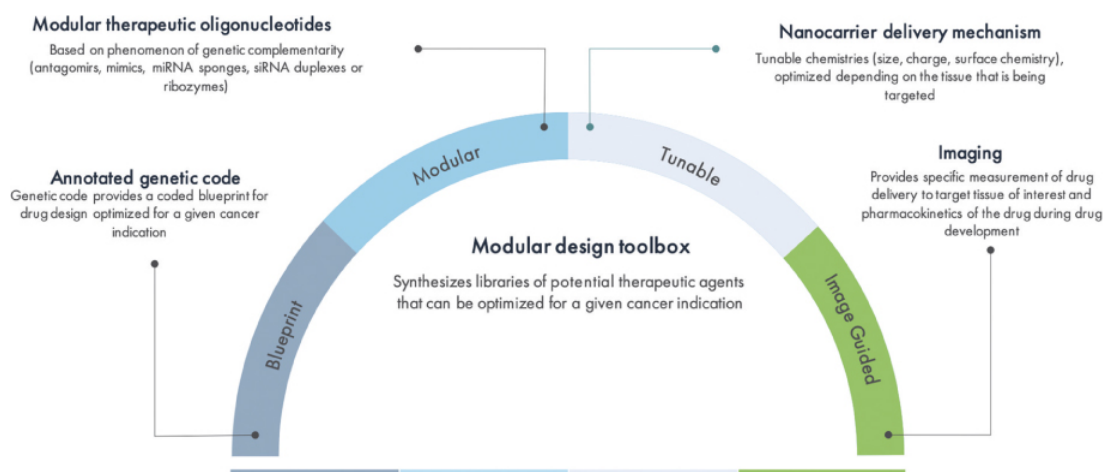 Modular therapeutic oligonucleotides
Based on phenomenon of genetic complementarity
(antagomirs, mimics, miRNA sponges, siRNA duplexes or
ribozymes)
Nanocarrier delivery mechanism
Tunable chemistries (size, charge, surface chemistry),
optimized depending on the tissue that is being
targeted
Annotated genetic code
Genetic code provides a coded blueprint for
drug design optimized for a given cancer
indication
Imaging
Provides specific measurement of drug
delivery to target tissue of interest and
pharmacokinetics of the drug during drug
development
Blueprint
Modular
Tunable
Image Guided
Modular design toolbox
Synthesizes libraries of potential therapeutic agents
that can be optimized for a given cancer indication